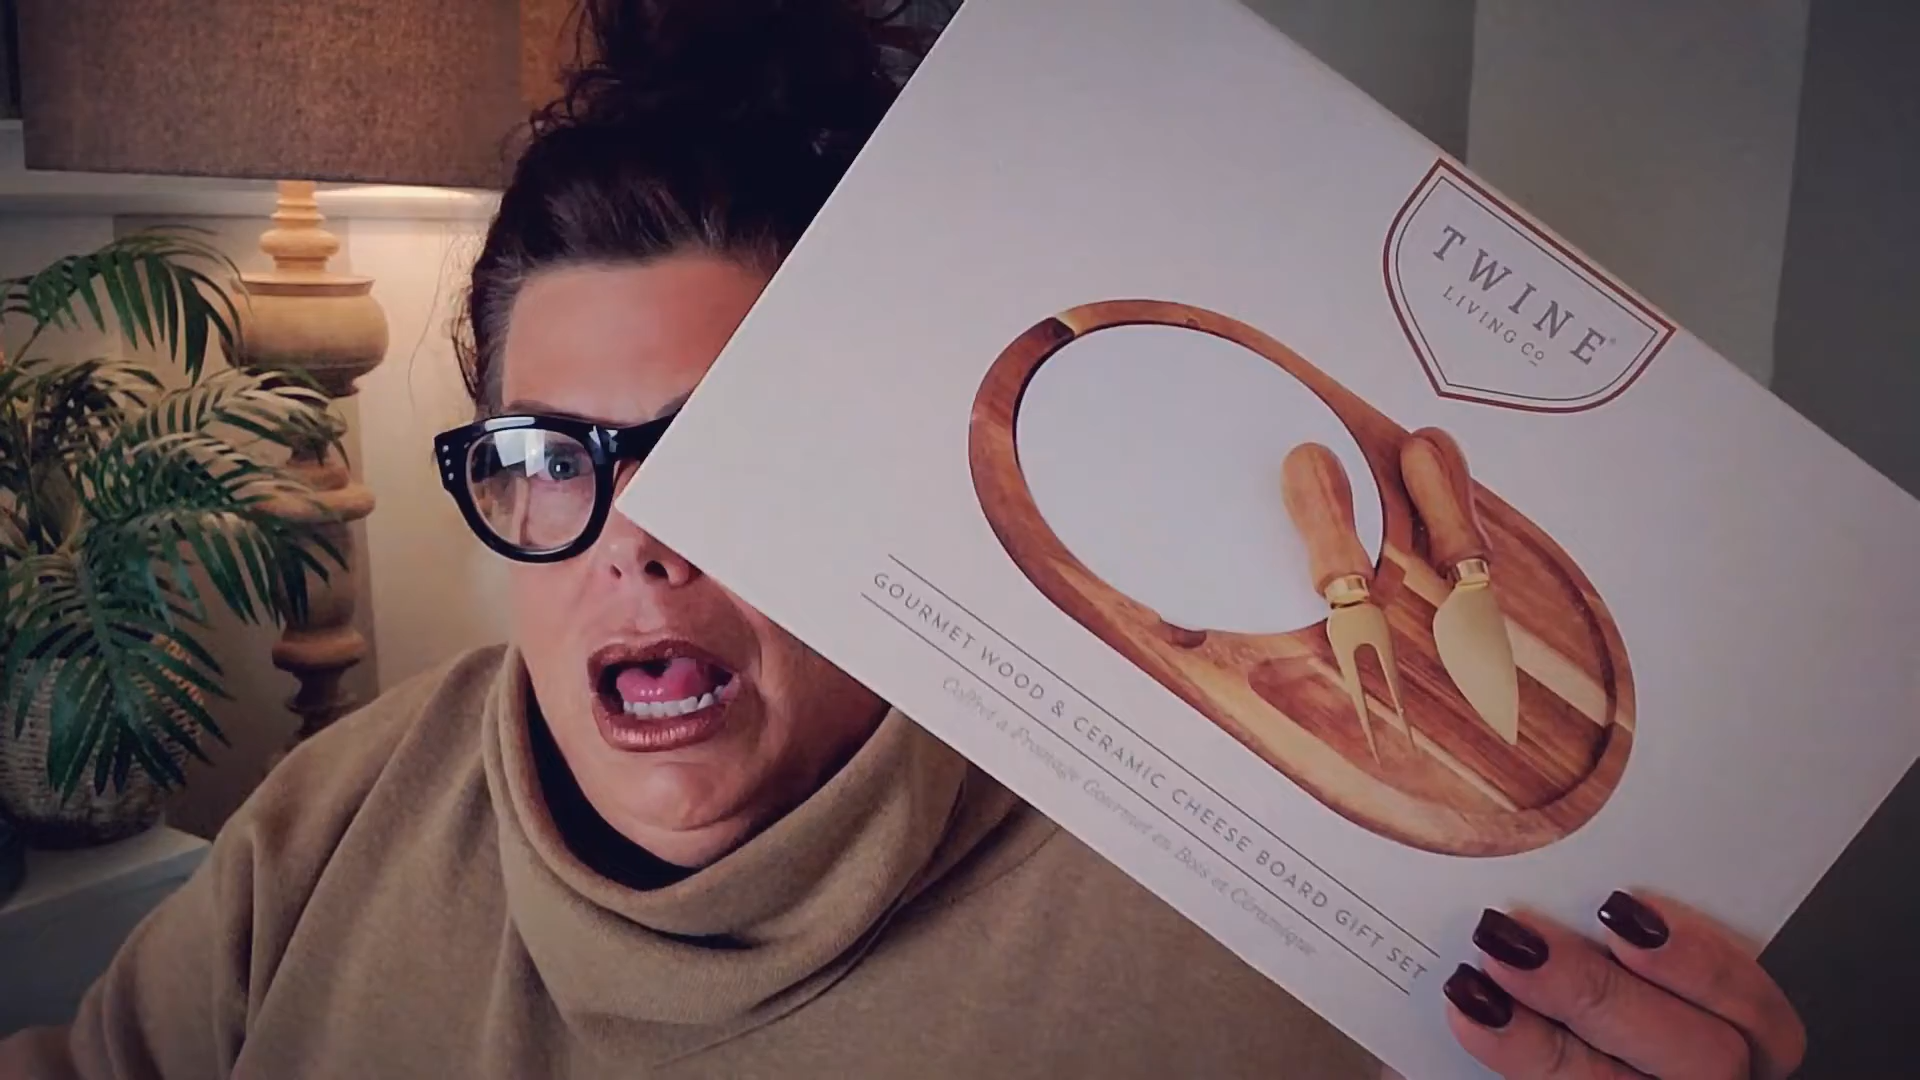 TWINE®
LIVING Co
GOURMET WOOD & CERAMIC CHEESE BOARD GIFT SET
Coffret à Fromage Gourmet en Bois et Céramique